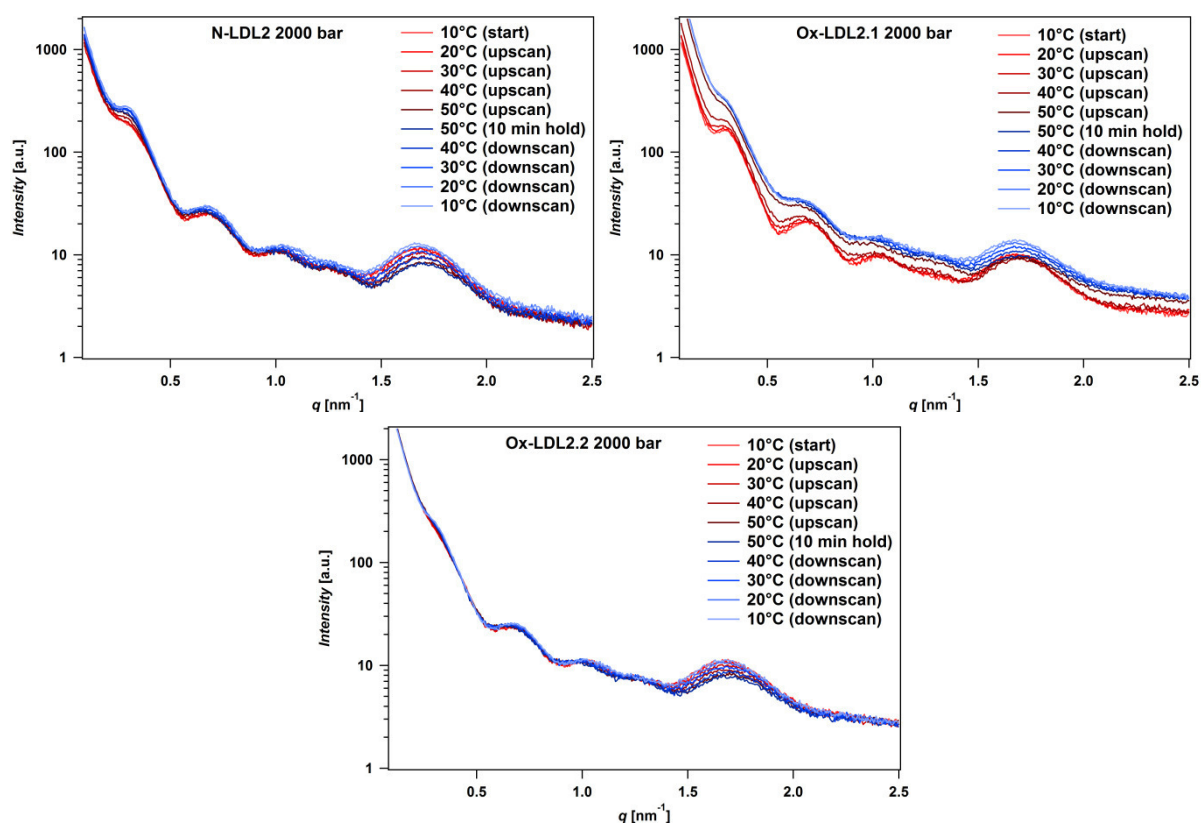 N-LDL2 2000 bar
10°C (start)
20°C (upscan)
30°C (upscan)
40°C (upscan)
50°C (upscan)
50°C (10 min hold)
40°C (downscan)
30°C (downscan)
20°C (downscan)
10°C (downscan)
1000
100
10
1
Intensity [a.u.]
0.5
1.0
1.5
2.0
2.5
q [nm⁻¹]
Ox-LDL2.1 2000 bar
10°C (start)
20°C (upscan)
30°C (upscan)
40°C (upscan)
50°C (upscan)
50°C (10 min hold)
40°C (downscan)
30°C (downscan)
20°C (downscan)
10°C (downscan)
1000
100
10
1
Intensity [a.u.]
0.5
1.0
1.5
2.0
2.5
q [nm⁻¹]
Ox-LDL2.2 2000 bar
10°C (start)
20°C (upscan)
30°C (upscan)
40°C (upscan)
50°C (upscan)
50°C (10 min hold)
40°C (downscan)
30°C (downscan)
20°C (downscan)
10°C (downscan)
1000
100
10
1
Intensity [a.u.]
0.5
1.0
1.5
2.0
2.5
q [nm⁻¹]